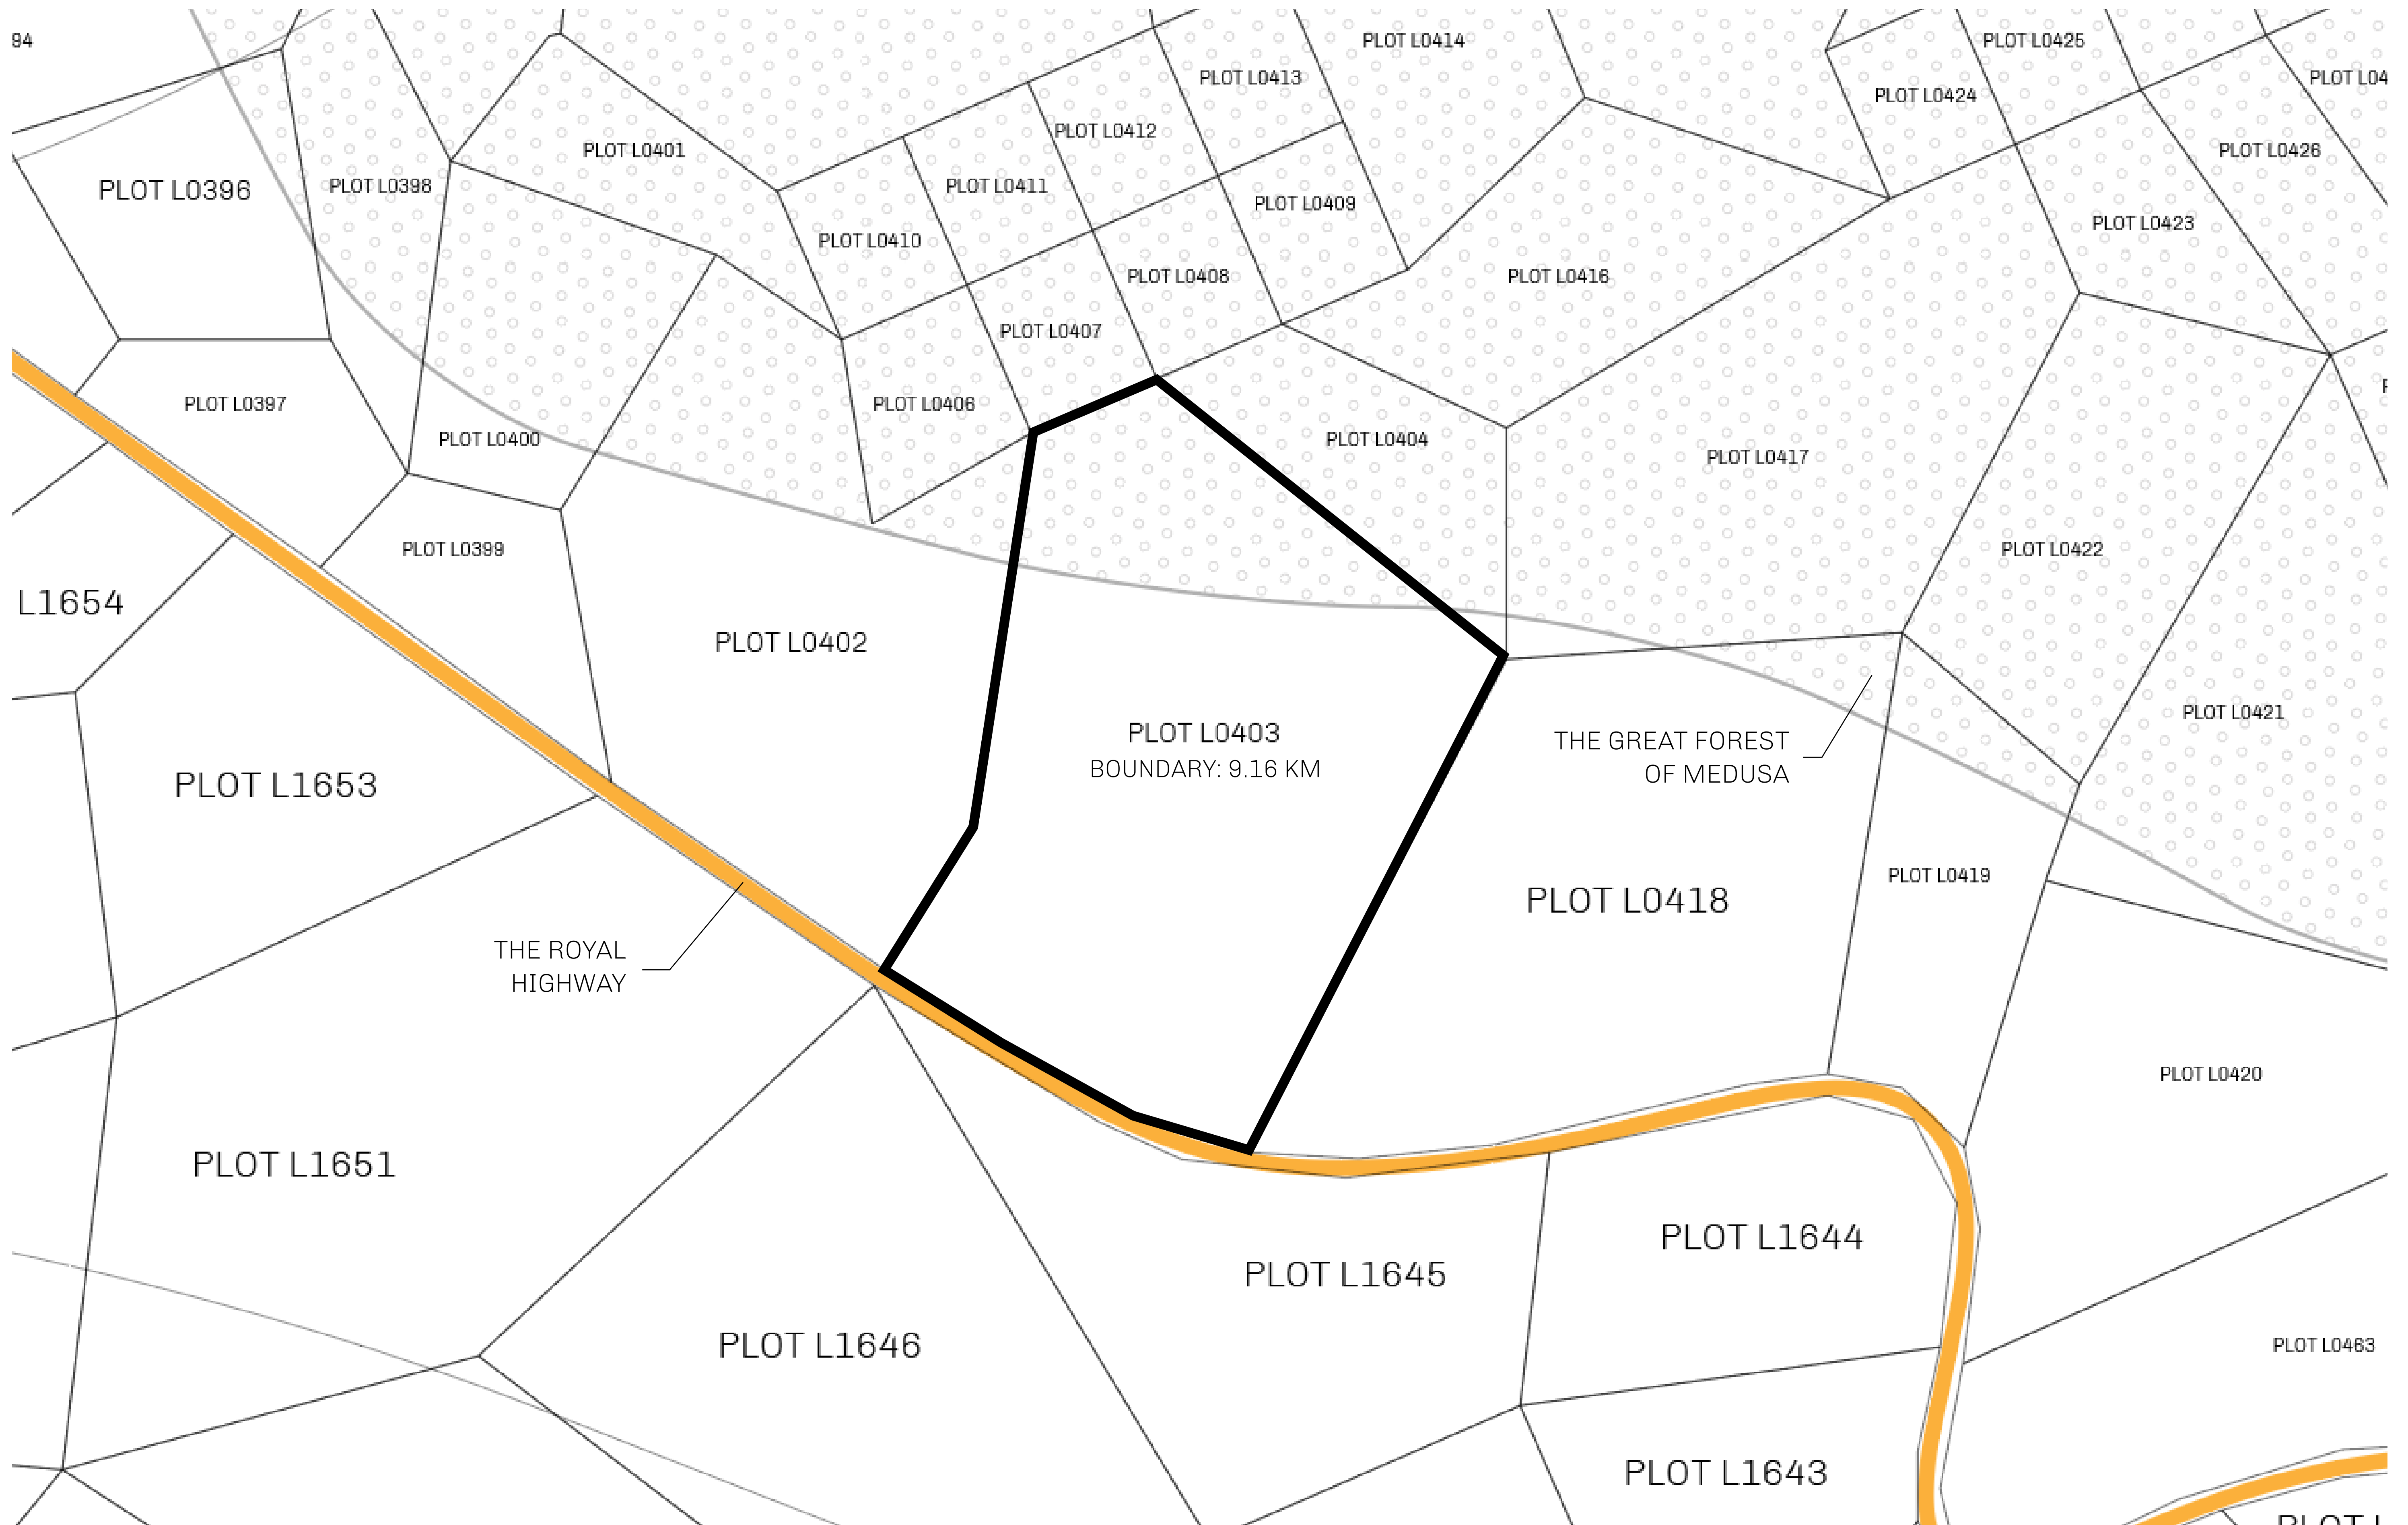 94
PLOT L0414
PLOT L0425
PLOT L0413
PLOT L04
PLOT L0424
PLOT L0412
PLOT L0401
PLOT L0426
PLOT L0396
PLOT L0398
PLOT L0411
PLOT L0409
PLOT L0423
PLOT L0410
PLOT L0408
PLOT L0416
PLOT L0407
PLOT L0397
PLOT L0406
PLOT L0400
PLOT L0404
PLOT L0417
PLOT L0399
PLOT L0422
L1654
PLOT L0402
PLOT L0421
PLOT L0403
BOUNDARY: 9.16 KM
THE GREAT FOREST
OF MEDUSA
PLOT L1653
PLOT L0419
PLOT L0418
THE ROYAL
HIGHWAY
PLOT L0420
PLOT L1651
PLOT L1644
PLOT L1645
PLOT L1646
PLOT L0463
PLOT L1643
PLOT L